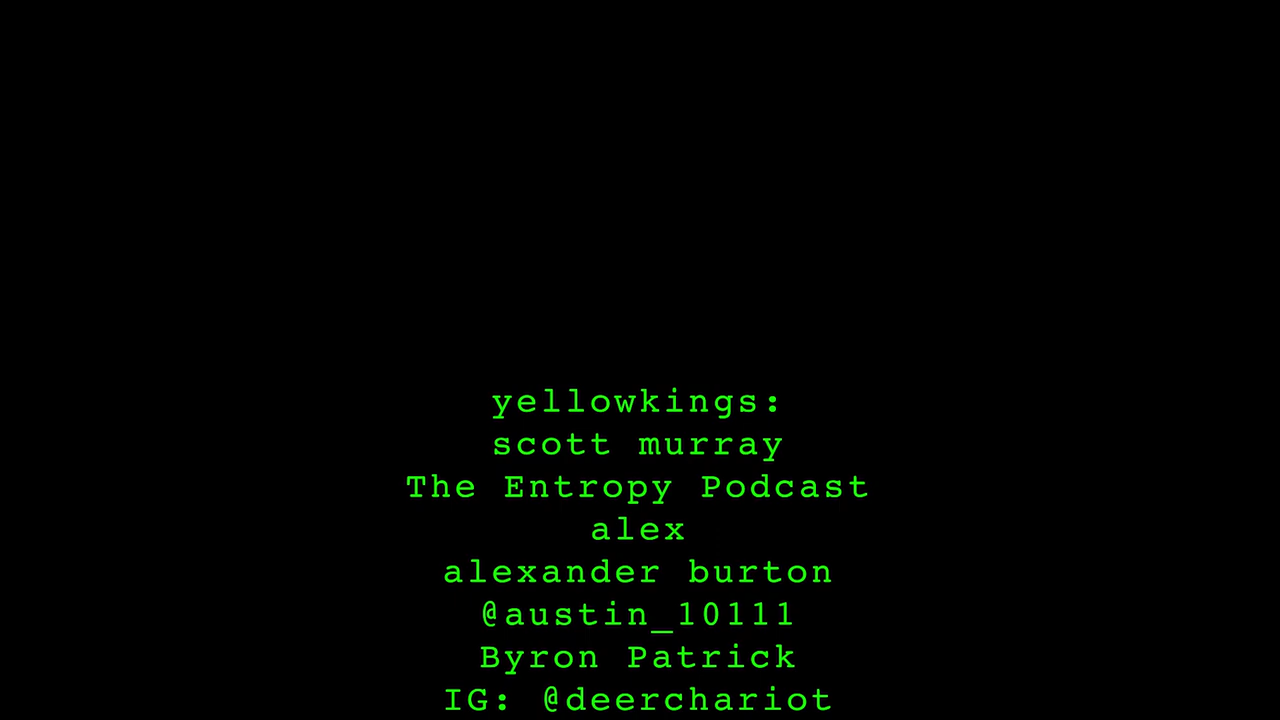 yellowkings:
scott murray
The Entropy Podcast
alex
alexander burton
@austin_10111
Byron Patrick
IG: @deerchariot